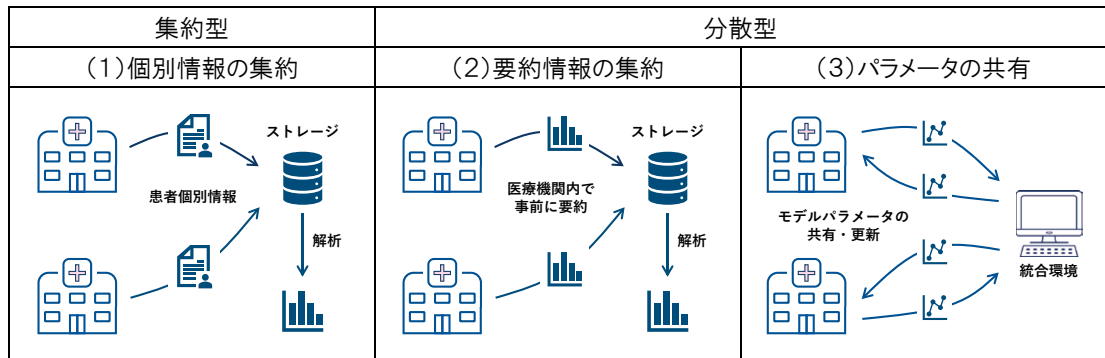 集約型
分散型
(1)個別情報の集約
(2)要約情報の集約
(3)パラメータの共有
ストレージ
患者個別情報
解析
ストレージ
医療機関内で
事前に要約
解析
モデルパラメータの
共有・更新
統合環境